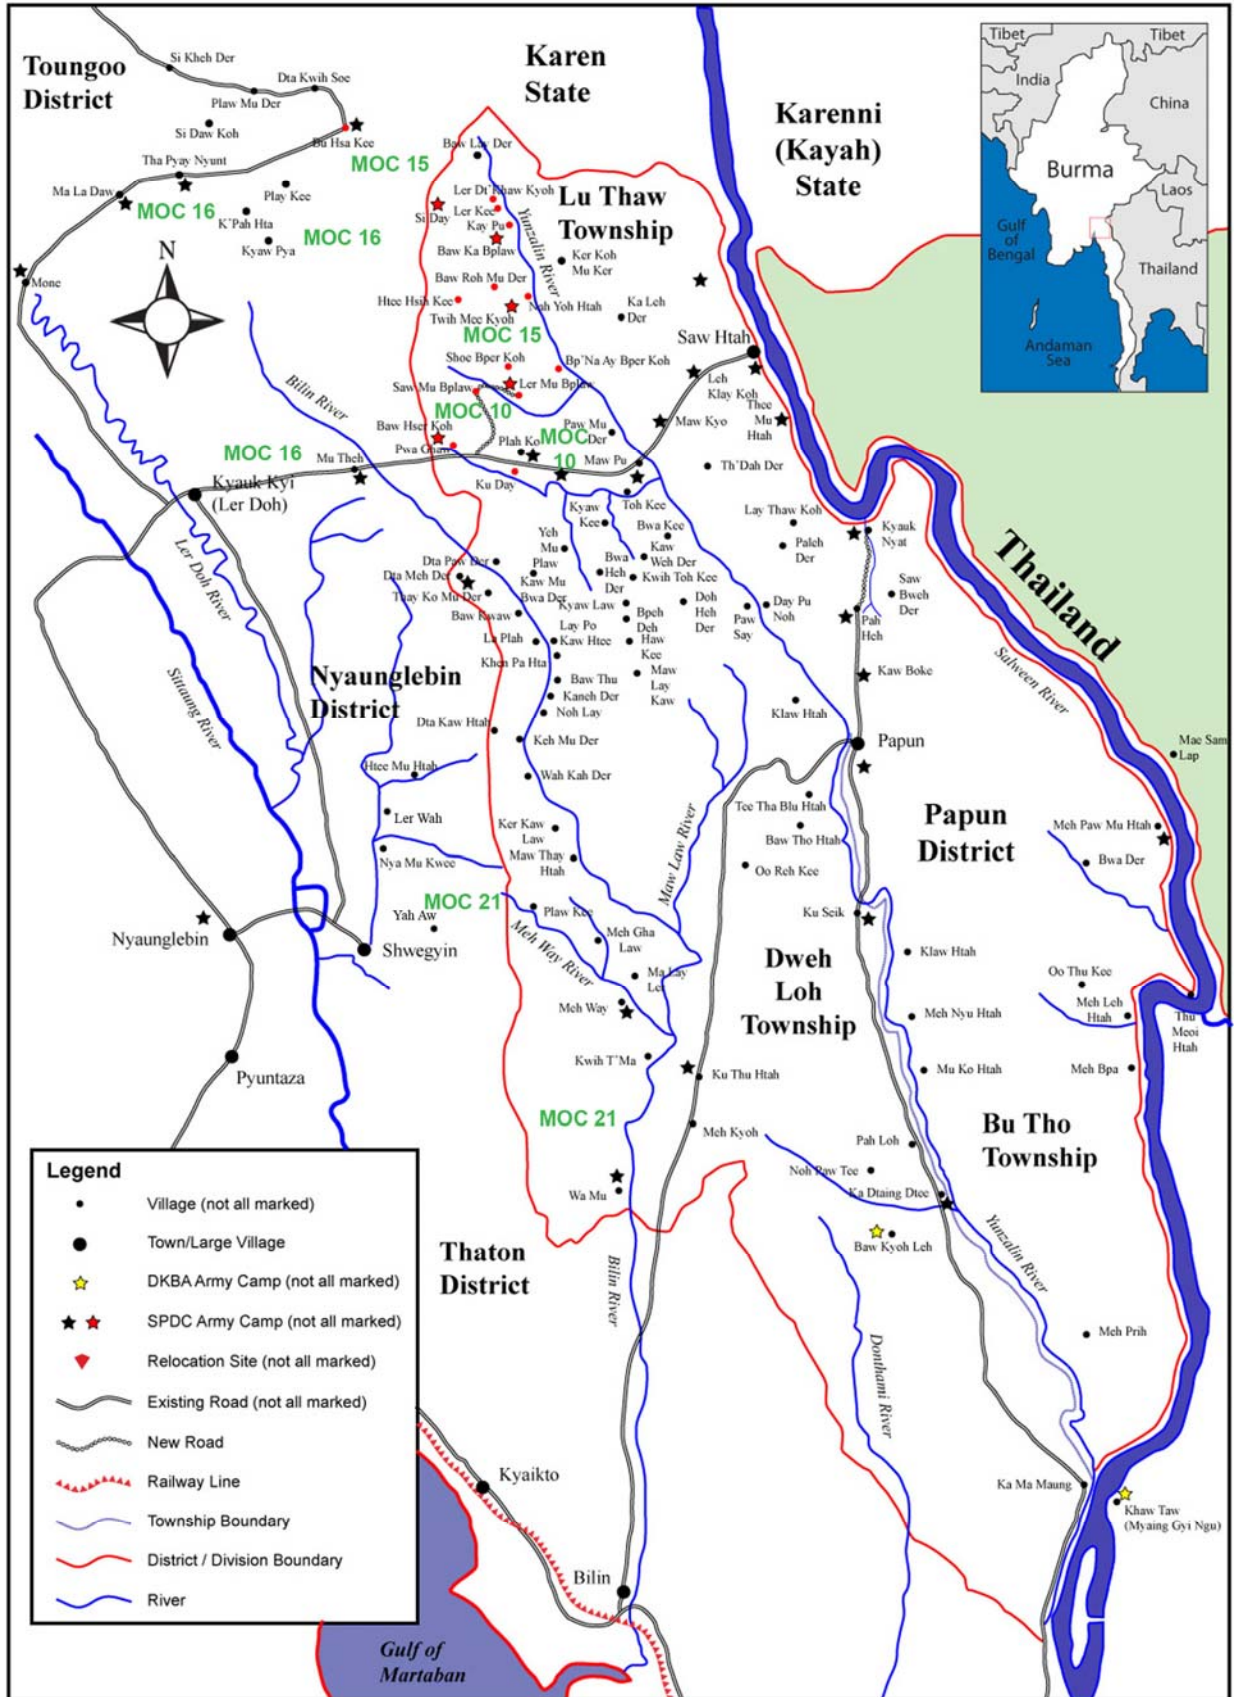 Toungoo
District
Karen
State
Karenni
(Kayah)
State
Tibet
Tibet
India
China
Burma
Laos
Gulf
of
Bengal
Thailand
Andaman
Sea
Si Kheh Der
Dta Kwih Soe
Plaw Mu Der
Si Daw Koh
Bu Hsa Kee
MOC 15
Tha Pyay Nyunt
Ma La Daw
Play Kee
MOC 16
K'Pah Hta
MOC 16
Kyaw Pya
N
Mone
Baw Lay Der
Ler Dt'Khaw Kyoh
Lu Thaw
Township
Ler Kee
Si Day
Kay Pu
Baw Ka Bplaw
Yunzalin River
Ker Koh
Mu Ker
Baw Roh Mu Der
Htee Hsih Kee
Noh Yoh Htah
Twih Mee Kyoh
Ka Leh
Der
MOC 15
Saw Htah
Shoe Bper Koh
Bp'Na Ay Bper Koh
Saw Mu Bplaw
Ler Mu Bplaw
Leh
Klay Koh
MOC 10
Thee
Mu
Htah
Maw Kyo
Baw Hser Koh
Paw Mu
Der
Plah Ko
MOC
10
Pwa Ghaw
Maw Pu
Th'Dah Der
Bilin River
MOC 16
Mu Theh
Ku Day
Kyauk Kyi
(Ler Doh)
Toh Kee
Kyaw
Kee
Lay Thaw Koh
Kyauk
Nyat
Bwa Kee
Yeh
Mu
Plaw
Paleh
Der
Kaw
Weh Der
Bwa
Heh
Der
Dta Paw Der
Dta Meh Der
Kaw Mu
Bwa Der
Kwih Toh Kee
Saw
Bweh
Der
Thay Ko Mu Der
Kyaw Law
Doh
Heh
Der
Day Pu
Noh
Baw Kwaw
Bpeh
Deh
Paw
Say
Pah
Heh
Lay Po
La Plah
Kaw Htee
Haw
Kee
Khen Pa Hta
Maw
Lay
Kaw
Kaw Boke
Baw Thu
Kaneh Der
Noh Lay
Klaw Htah
Ler Doh River
Sittaung River
Nyaunglebin
District
Thailand
Salween River
Dta Kaw Htah
Keh Mu Der
Papun
Mae Sam
Lap
Htee Mu Htah
Wah Kah Der
Tee Tha Blu Htah
Ler Wah
Ker Kaw
Law
Baw Tho Htah
Papun
District
Meh Paw Mu Htah
Nya Mu Kwee
Maw Thay
Htah
Maw Law River
Oo Reh Kee
Bwa Der
MOC 21
Plaw Kee
Yah Aw
Ku Seik
Nyaunglebin
Shwegyin
Meh Way River
Meh Gha
Law
Klaw Htah
Dweh
Loh
Township
Ma Lay
Ler
Oo Thu Kee
Meh Way
Meh Nyu Htah
Meh Leh
Htah
Thu
Meoi
Htah
Kwih T'Ma
Ku Thu Htah
Mu Ko Htah
Meh Bpa
Pyuntaza
MOC 21
Meh Kyoh
Bu Tho
Township
Pah Loh
Noh Paw Tee
Wa Mu
Ka Dtaing Dtee
Baw Kyoh Leh
Thaton
District
Bilin River
Yunzalin River
Donthami River
Meh Prih
Legend
Village (not all marked)
Town/Large Village
DKBA Army Camp (not all marked)
SPDC Army Camp (not all marked)
Relocation Site (not all marked)
Existing Road (not all marked)
New Road
Railway Line
Township Boundary
District / Division Boundary
River
Kyaikto
Ka Ma Maung
Khaw Taw
(Myaing Gyi Ngu)
Bilin
Gulf of
Martaban